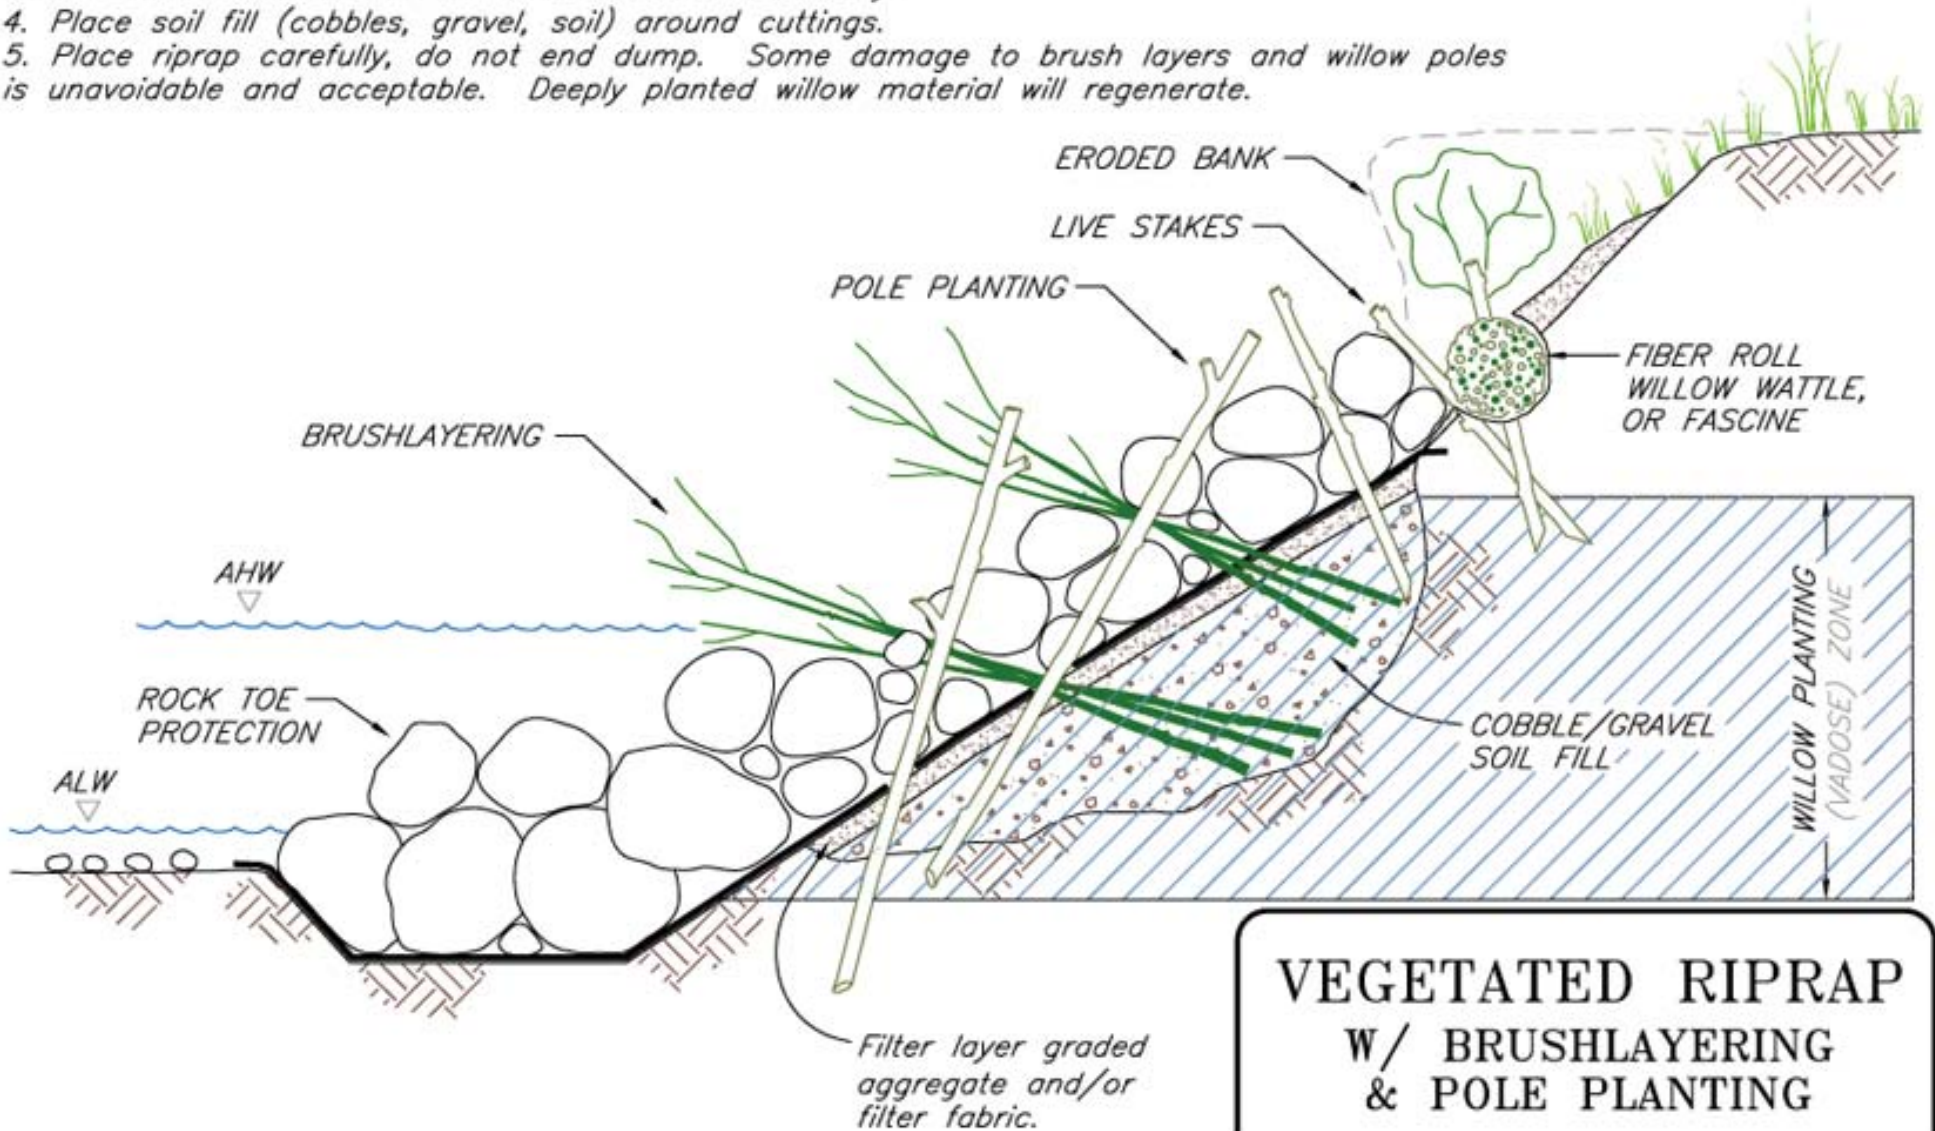 4. Place soil fill (cobbles, gravel, soil) around cuttings.
5. Place riprap carefully, do not end dump. Some damage to brush layers and willow poles
is unavoidable and acceptable. Deeply planted willow material will regenerate.
ERODED BANK
LIVE STAKES
POLE PLANTING
FIBER ROLL
WILLOW WATTLE,
OR FASCINE
BRUSHLAYERING
AHW
ROCK TOE
PROTECTION
ALW
COBBLE/GRAVEL
SOIL FILL
WILLOW PLANTING
(VADOSE) ZONE
Filter layer graded
aggregate and/or
filter fabric.
VEGETATED RIPRAP
W/ BRUSHLAYERING
& POLE PLANTING